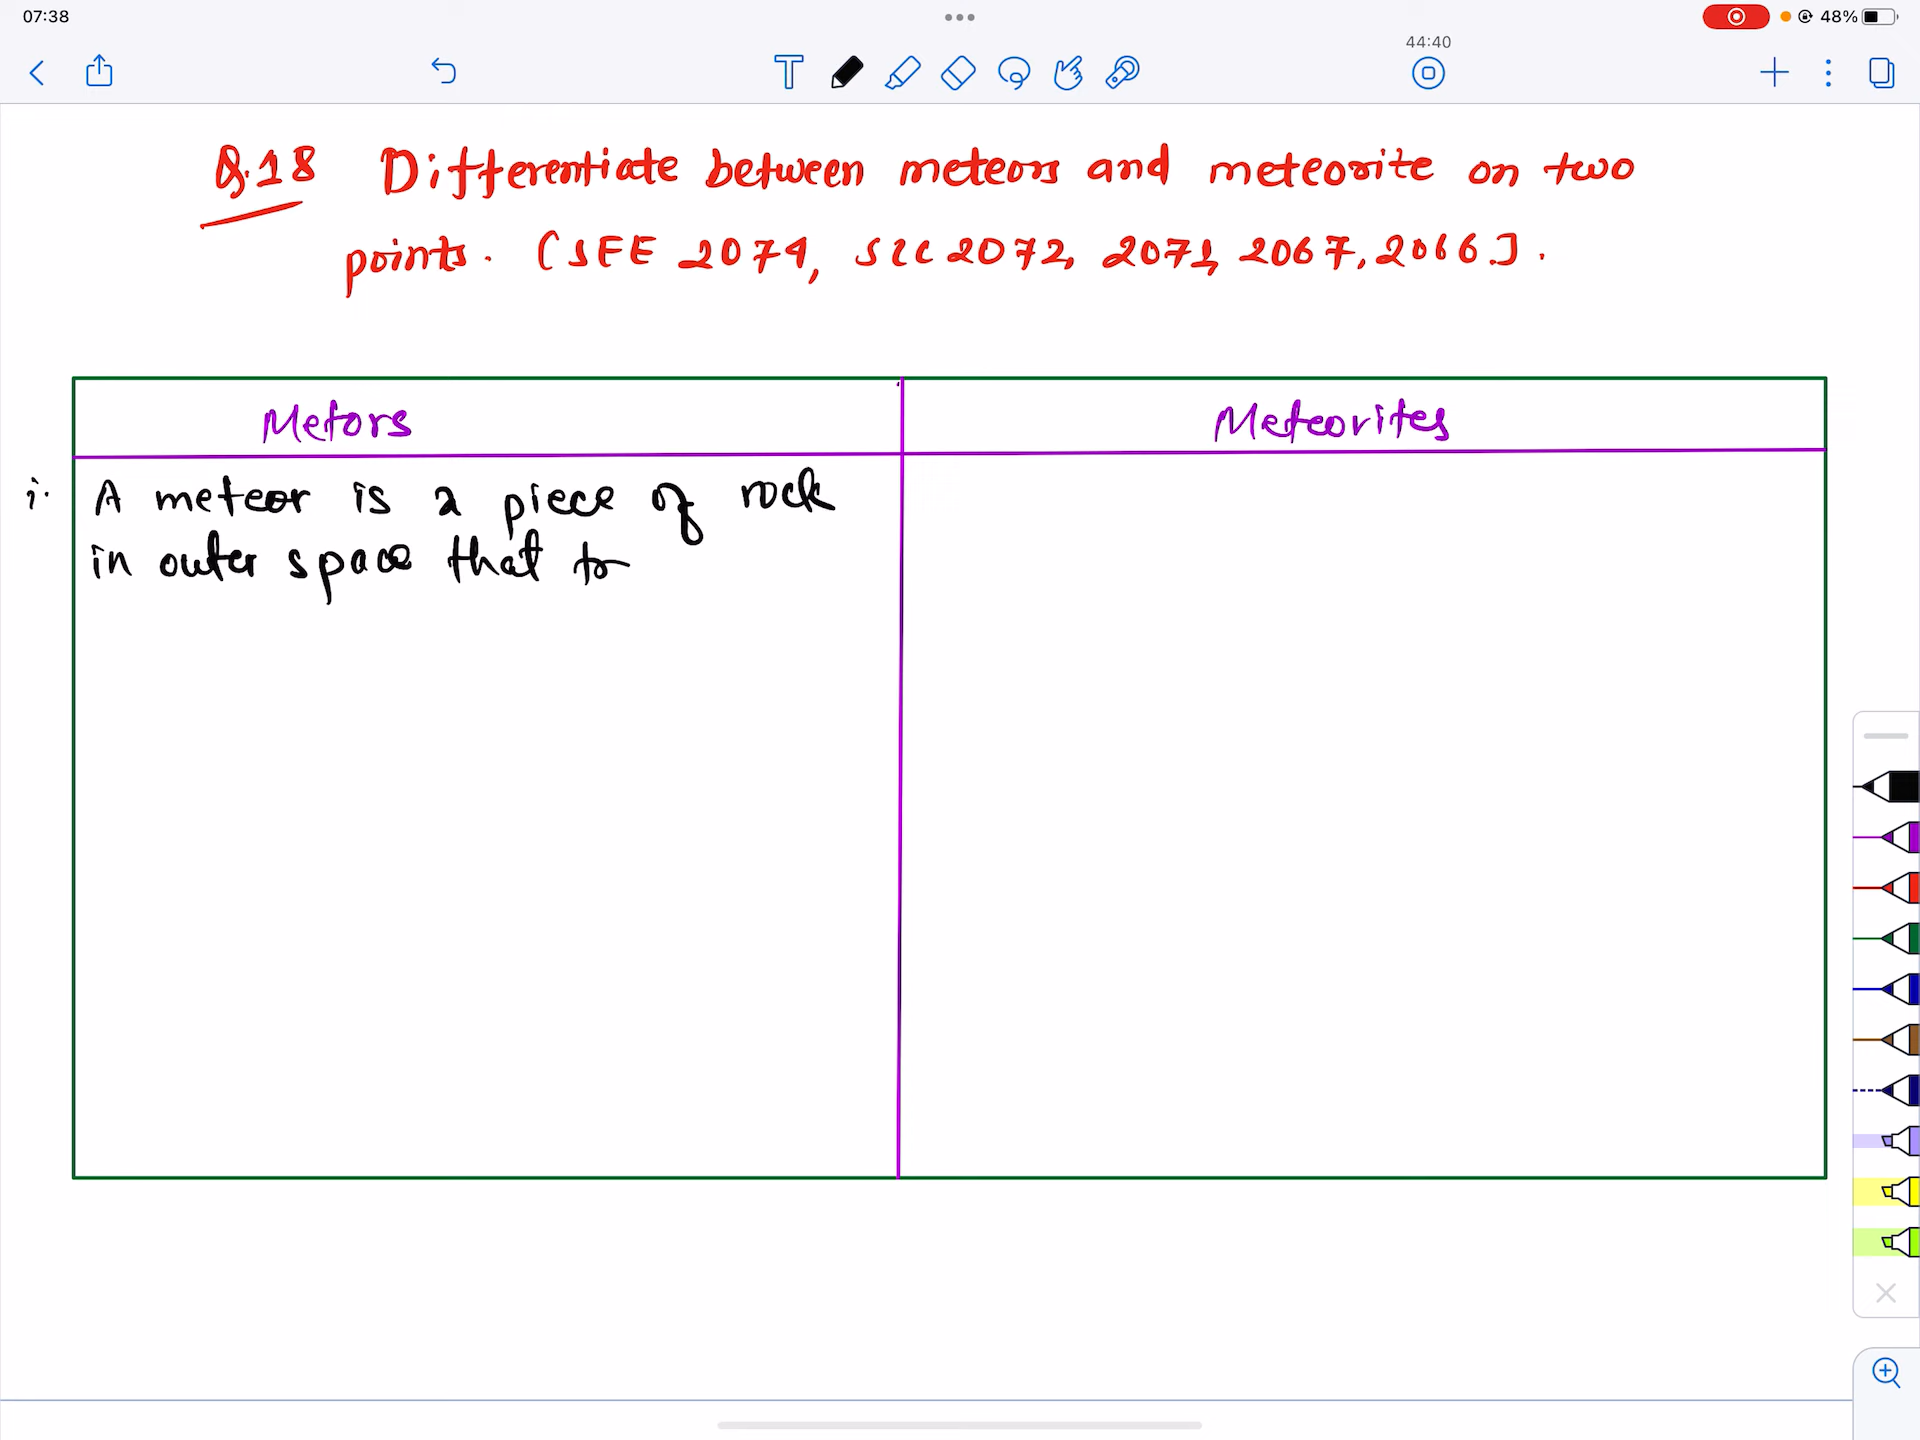 07:38
48%
44:40
Q.18 Differentiate between meteors and meteorite on two
points. (SEE 2074, SLC 2072, 2071, 2067, 2066].
Metors
Meteorites
i. A meteor is a piece of rock
in outer space that to